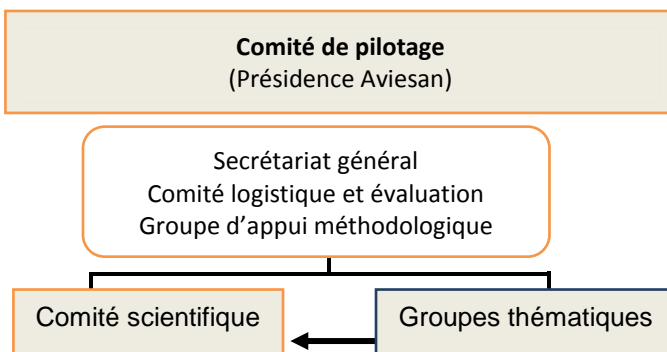 Comité de pilotage
(Présidence Aviesan)
Secrétariat général
Comité logistique et évaluation
Groupe d’appui méthodologique
Comité scientifique
Groupes thématiques